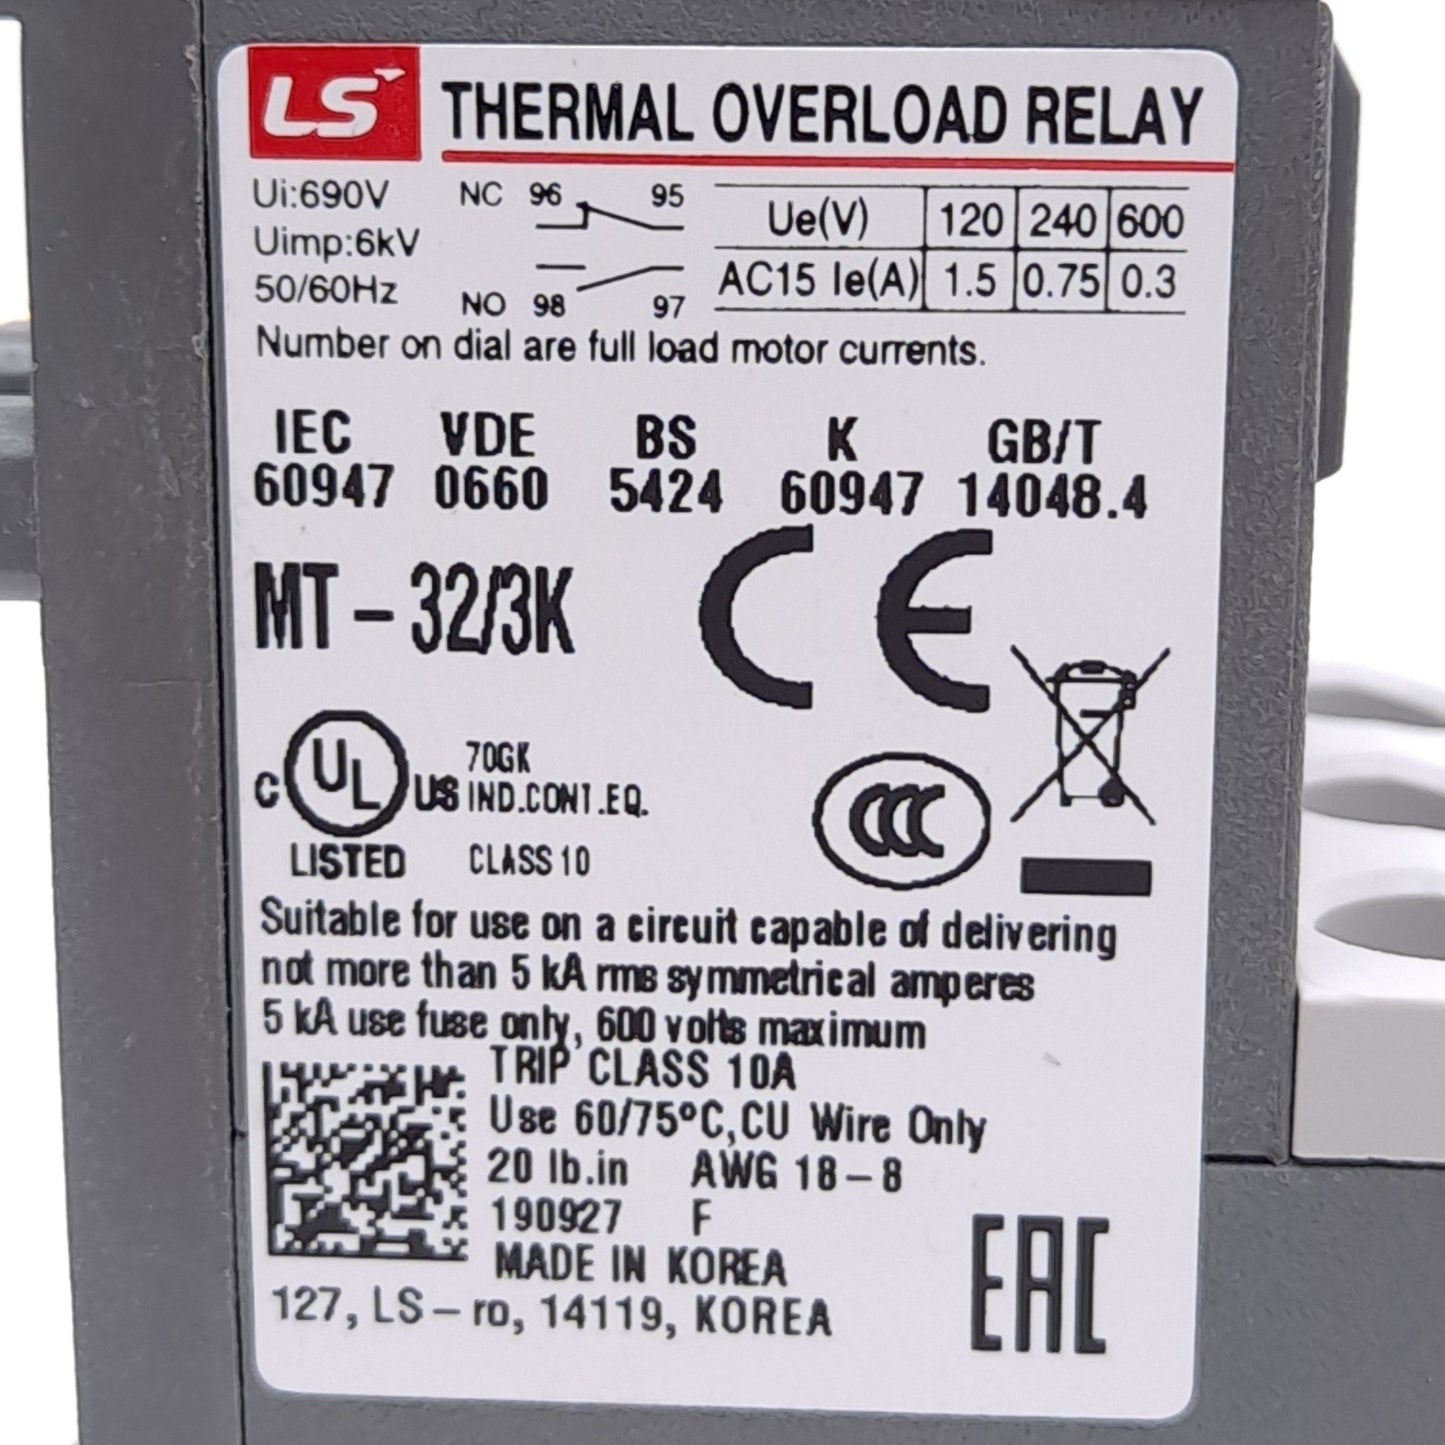 LS THERMAL OVERLOAD RELAY
Ui:690V
Uimp:6kV
50/60Hz
NC 96 95
NO 98 97
Ue(V) 120 240 600
AC15 Ie(A) 1.5 0.75 0.3
Number on dial are full load motor currents.
IEC VDE BS K GB/T
60947 0660 5424 60947 14048.4
MT-32/3K
CE
C UL US LISTED
70GK
IND.CONT.EQ.
CLASS 10
CCC
Suitable for use on a circuit capable of delivering
not more than 5 kA rms symmetrical amperes
5 kA use fuse only, 600 volts maximum
TRIP CLASS 10A
Use 60/75°C,CU Wire Only
20 lb.in AWG 18-8
190927 F
MADE IN KOREA
127, LS-ro, 14119, KOREA
EAC